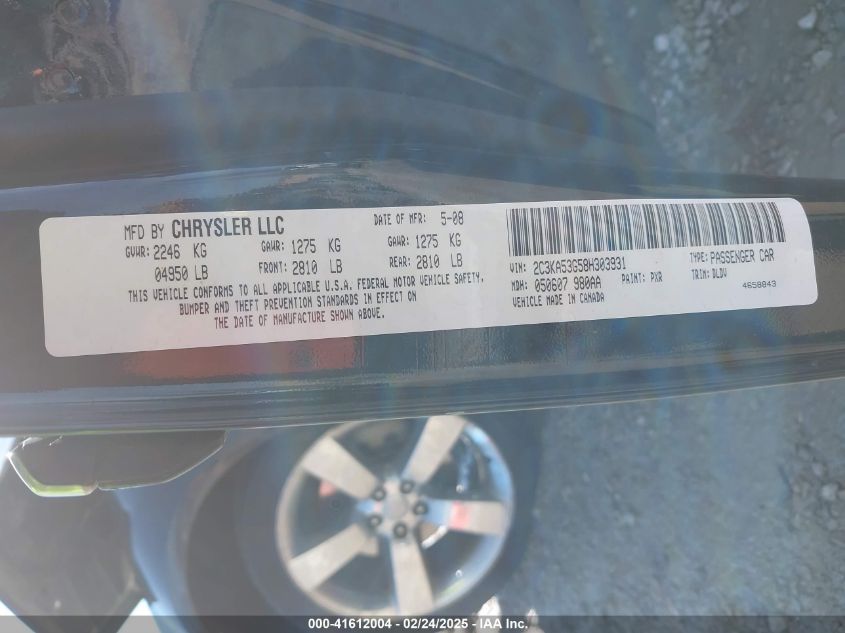 MFD BY CHRYSLER LLC DATE OF MFR: 5-08
GVWR: 2246 KG GAWR: 1275 KG GAWR: 1275 KG
04950 LB FRONT: 2810 LB REAR: 2810 LB
THIS VEHICLE CONFORMS TO ALL APPLICABLE U.S.A. FEDERAL MOTOR VEHICLE SAFETY,
BUMPER AND THEFT PREVENTION STANDARDS IN EFFECT ON
THE DATE OF MANUFACTURE SHOWN ABOVE.
VIN: 2C3KA53G58H303931 TYPE: PASSENGER CAR
MDH: 050607 980AA PAINT: PXR TRIM: DLDV
VEHICLE MADE IN CANADA 4658043
000-41612004 - 02/24/2025 - IAA Inc.